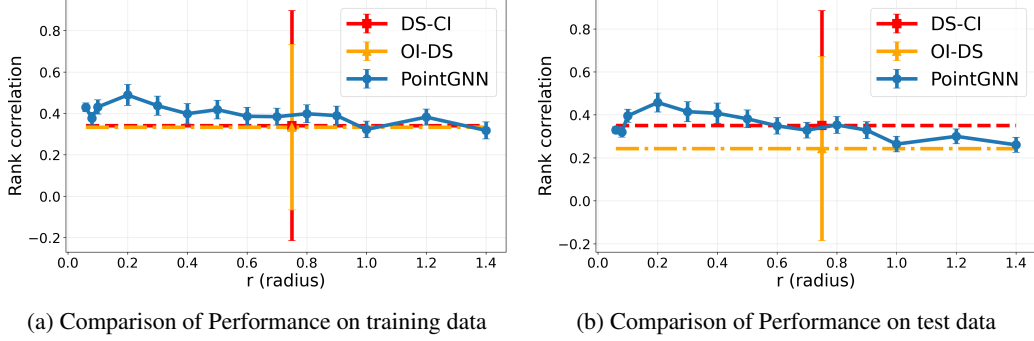 0.8
0.6
0.4
0.2
0.0
−0.2
Rank correlation
0.0 0.2 0.4 0.6 0.8 1.0 1.2 1.4
r (radius)
DS-CI
OI-DS
PointGNN
(a) Comparison of Performance on training data
0.8
0.6
0.4
0.2
0.0
−0.2
Rank correlation
0.0 0.2 0.4 0.6 0.8 1.0 1.2 1.4
r (radius)
DS-CI
OI-DS
PointGNN
(b) Comparison of Performance on test data